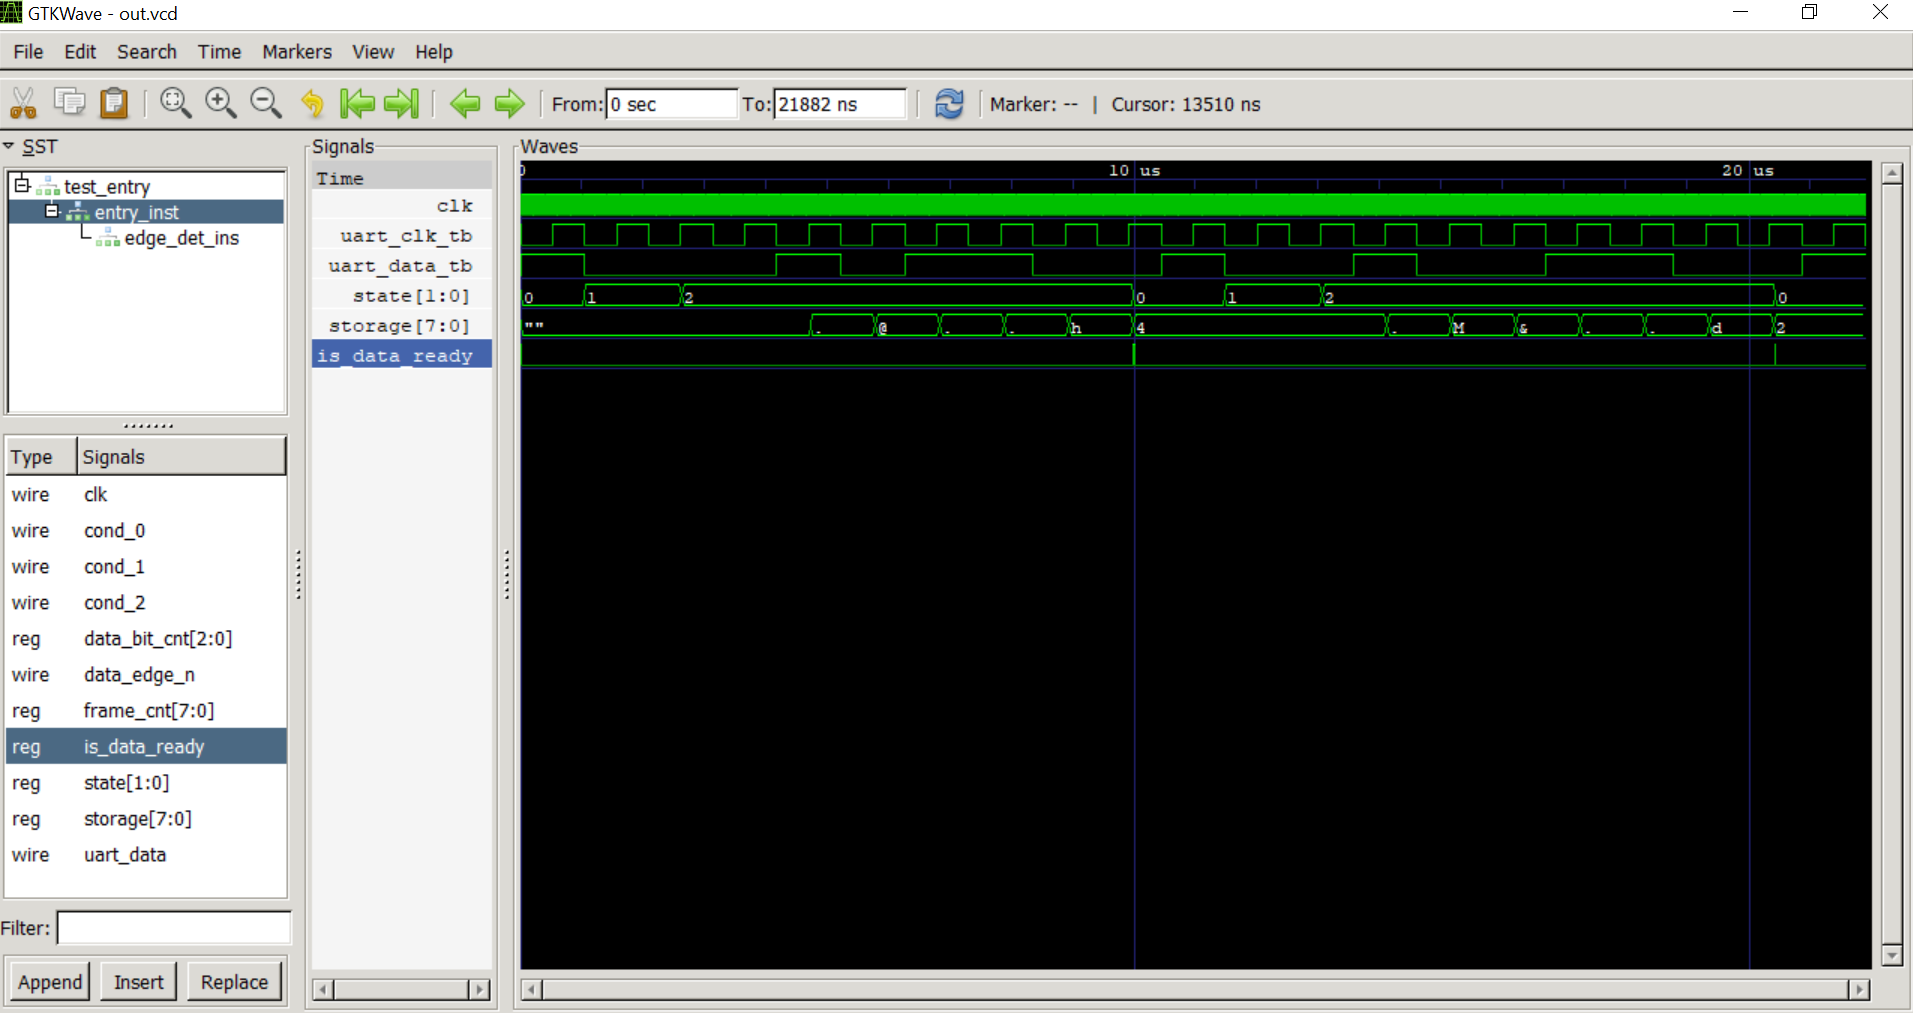 GTKWave - out.vcd
File Edit Search Time Markers View Help
From: 0 sec To: 21882 ns Marker: -- | Cursor: 13510 ns
SST
test_entry
entry_inst
edge_det_ins
Type Signals
wire clk
wire cond_0
wire cond_1
wire cond_2
reg data_bit_cnt[2:0]
wire data_edge_n
reg frame_cnt[7:0]
reg is_data_ready
reg state[1:0]
reg storage[7:0]
wire uart_data
Filter:
Append Insert Replace
Signals
Time
clk
uart_clk_tb
uart_data_tb
state[1:0]
storage[7:0]
is_data_ready
Waves
0 10 us 20 us
0 1 2 0 1 2 0
"" . @ . . h 4 . M & . . d 2